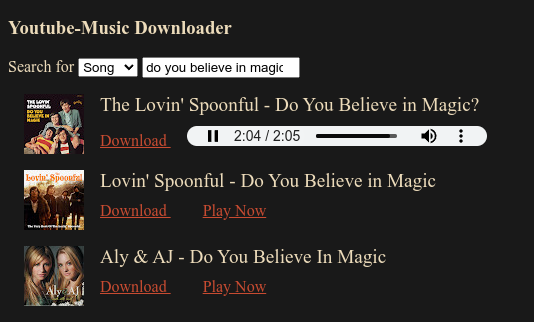 Youtube-Music Downloader
Search for Song do you believe in magic
THE LOVIN' SPOONFUL
DO YOU BELIEVE IN MAGIC
The Lovin' Spoonful - Do You Believe in Magic?
Download 2:04 / 2:05
Lovin' Spoonful
Lovin' Spoonful - Do You Believe in Magic
Download Play Now
Aly & AJ
Aly & AJ - Do You Believe In Magic
Download Play Now